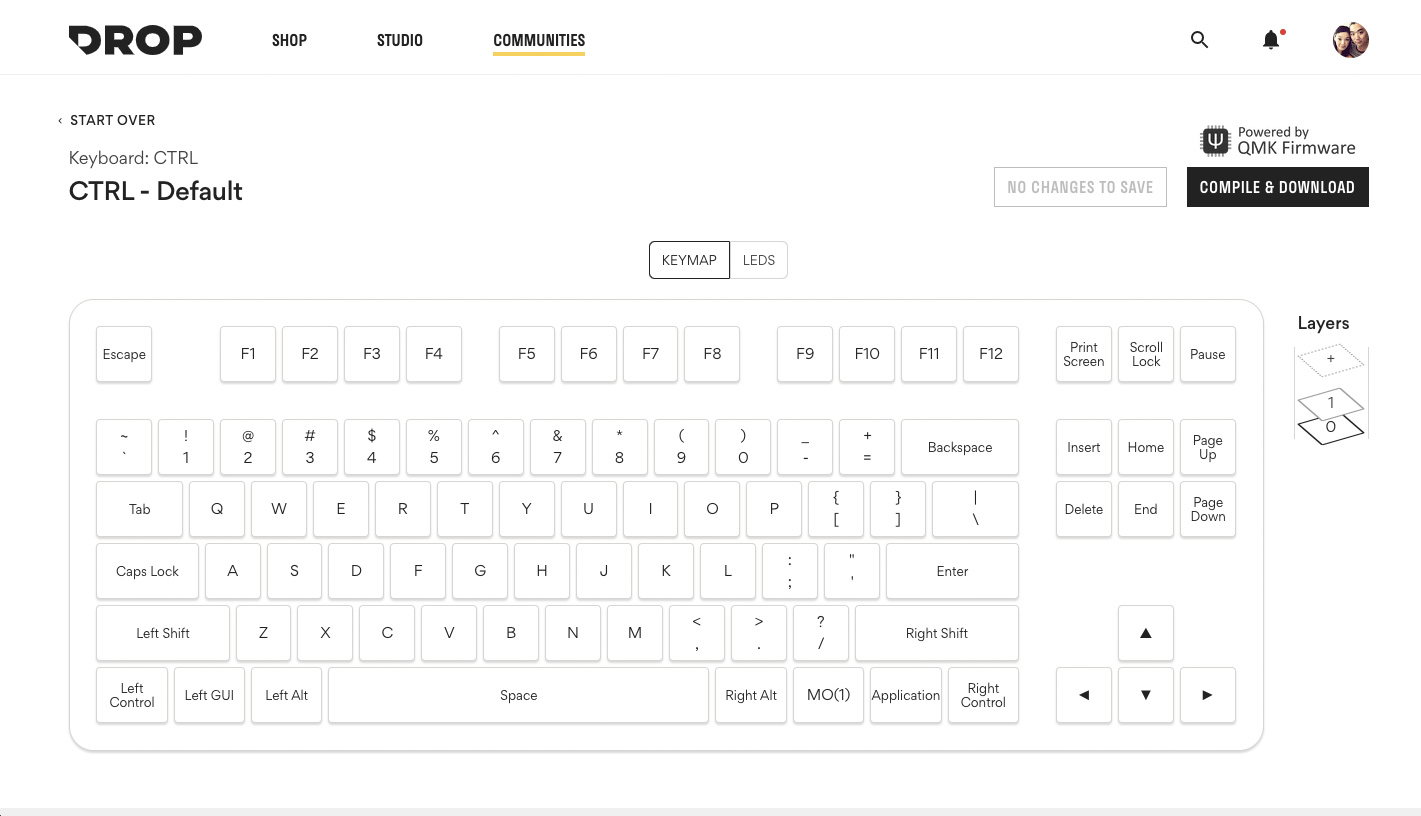 DROP
SHOP
STUDIO
COMMUNITIES
‹ START OVER
Keyboard: CTRL
CTRL - Default
Powered by
QMK Firmware
NO CHANGES TO SAVE
COMPILE & DOWNLOAD
KEYMAP
LEDS
Layers
+
1
0
Escape
F1
F2
F3
F4
F5
F6
F7
F8
F9
F10
F11
F12
Print
Screen
Scroll
Lock
Pause
~
`
!
1
@
2
#
3
$
4
%
5
^
6
&
7
*
8
(
9
)
0
_
-
+
=
Backspace
Insert
Home
Page
Up
Tab
Q
W
E
R
T
Y
U
I
O
P
{
[
}
]
|
\
Delete
End
Page
Down
Caps Lock
A
S
D
F
G
H
J
K
L
:
;
"
'
Enter
Left Shift
Z
X
C
V
B
N
M
<
,
>
.
?
/
Right Shift
▲
Left
Control
Left GUI
Left Alt
Space
Right Alt
MO(1)
Application
Right
Control
◄
▼
►